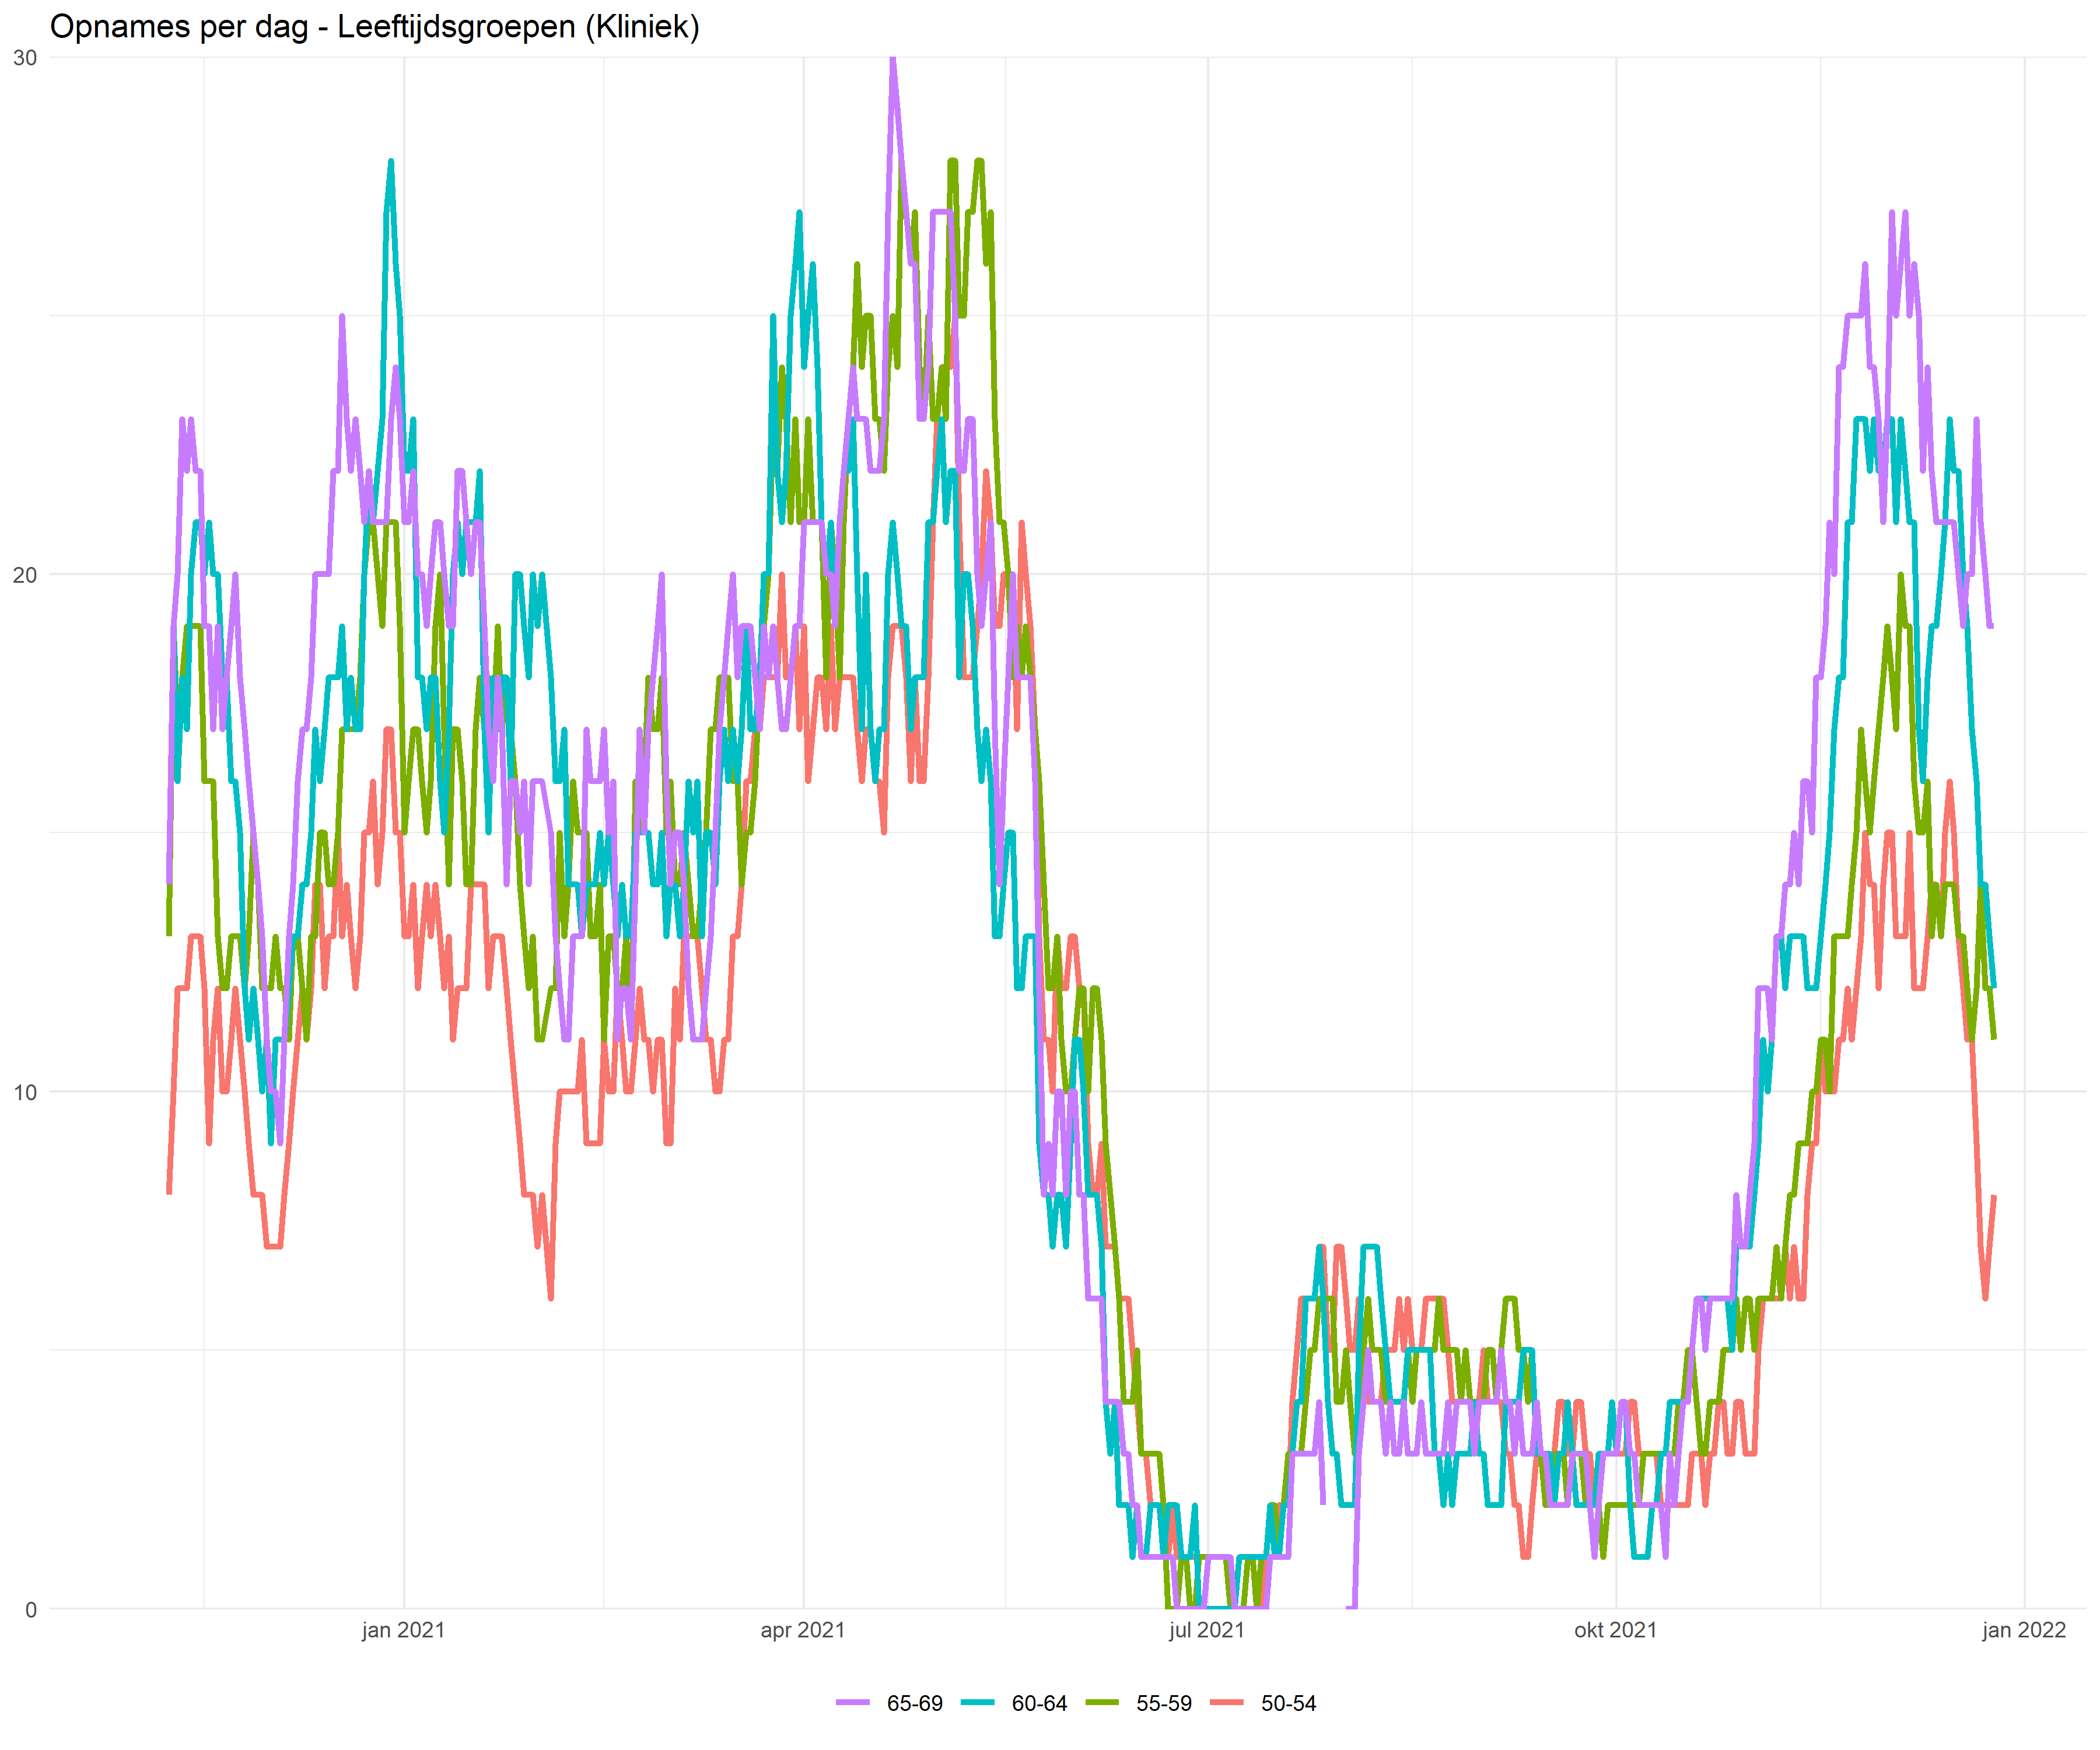 Opnames per dag - Leeftijdsgroepen (Kliniek)
30
20
10
0
jan 2021 apr 2021 jul 2021 okt 2021 jan 2022
65-69 60-64 55-59 50-54